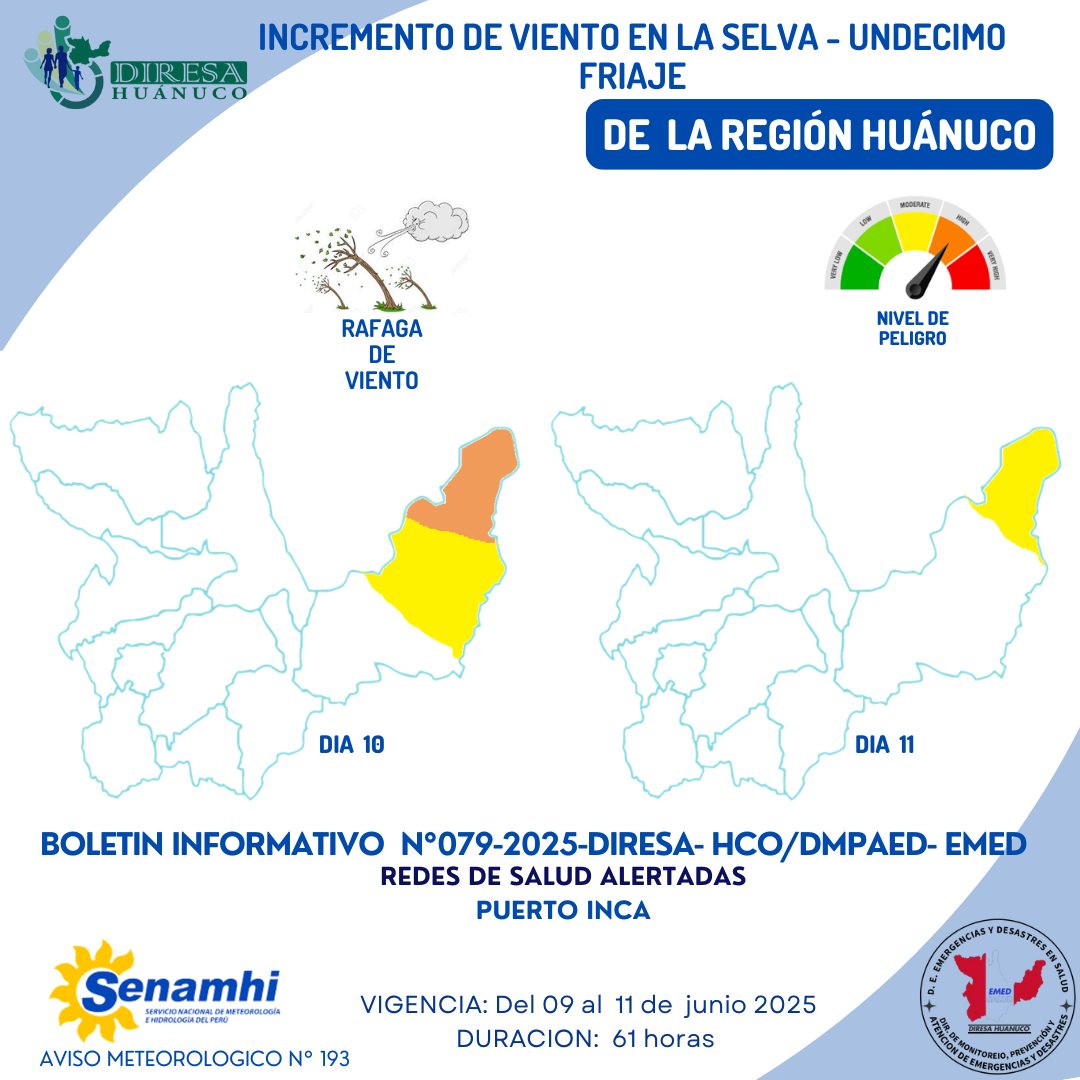 DIRESA
HUÁNUCO
INCREMENTO DE VIENTO EN LA SELVA - UNDECIMO
FRIAJE
DE LA REGIÓN HUÁNUCO
RAFAGA
DE
VIENTO
VERY LOW
LOW
MODERATE
HIGH
VERY HIGH
NIVEL DE
PELIGRO
DIA 10
DIA 11
BOLETIN INFORMATIVO N°079-2025-DIRESA- HCO/DMPAED- EMED
REDES DE SALUD ALERTADAS
PUERTO INCA
Senamhi
SERVICIO NACIONAL DE METEOROLOGÍA
E HIDROLOGÍA DEL PERÚ
AVISO METEOROLOGICO N° 193
VIGENCIA: Del 09 al 11 de junio 2025
DURACION: 61 horas
D. E. EMERGENCIAS Y DESASTRES EN SALUD
EMED
DIRESA HUANUCO
DIR. DE MONITOREIO, PREVENCIÓN Y
ATENCION DE EMERGENCIAS Y DESASTRES